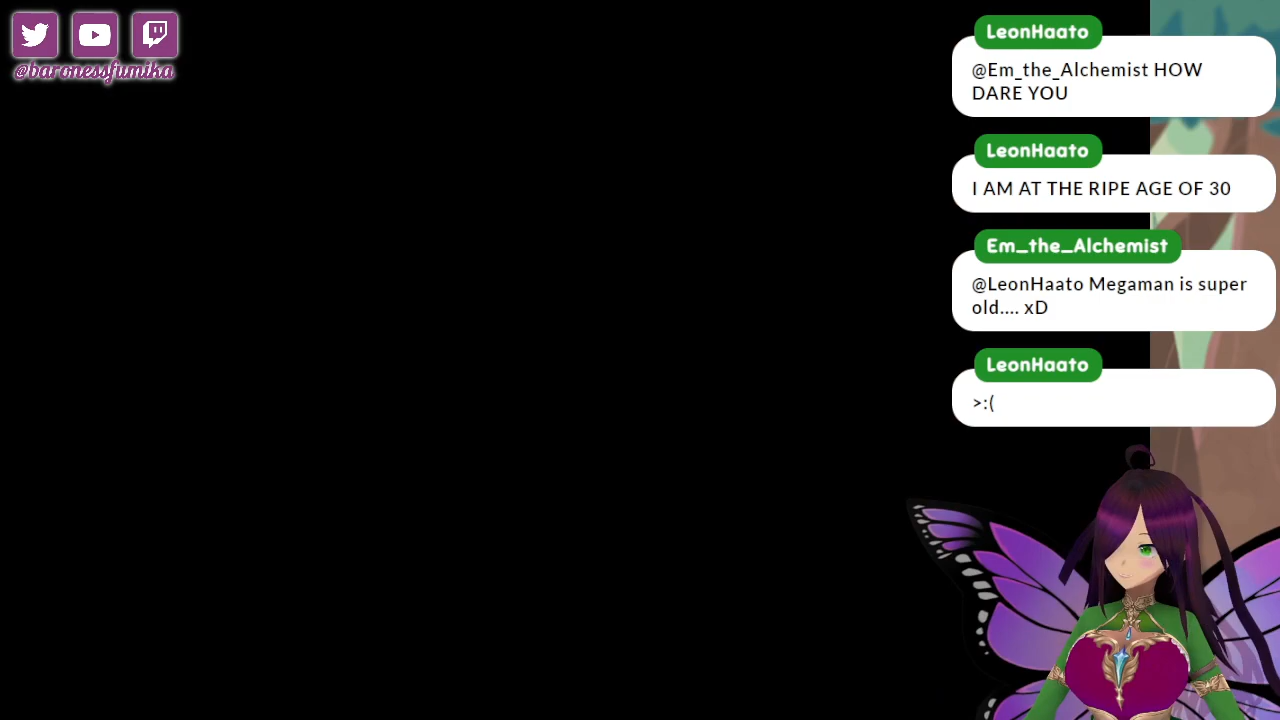 @baronessfumika
LeonHaato
@Em_the_Alchemist HOW
DARE YOU
LeonHaato
I AM AT THE RIPE AGE OF 30
Em_the_Alchemist
@LeonHaato Megaman is super
old.... xD
LeonHaato
>:(